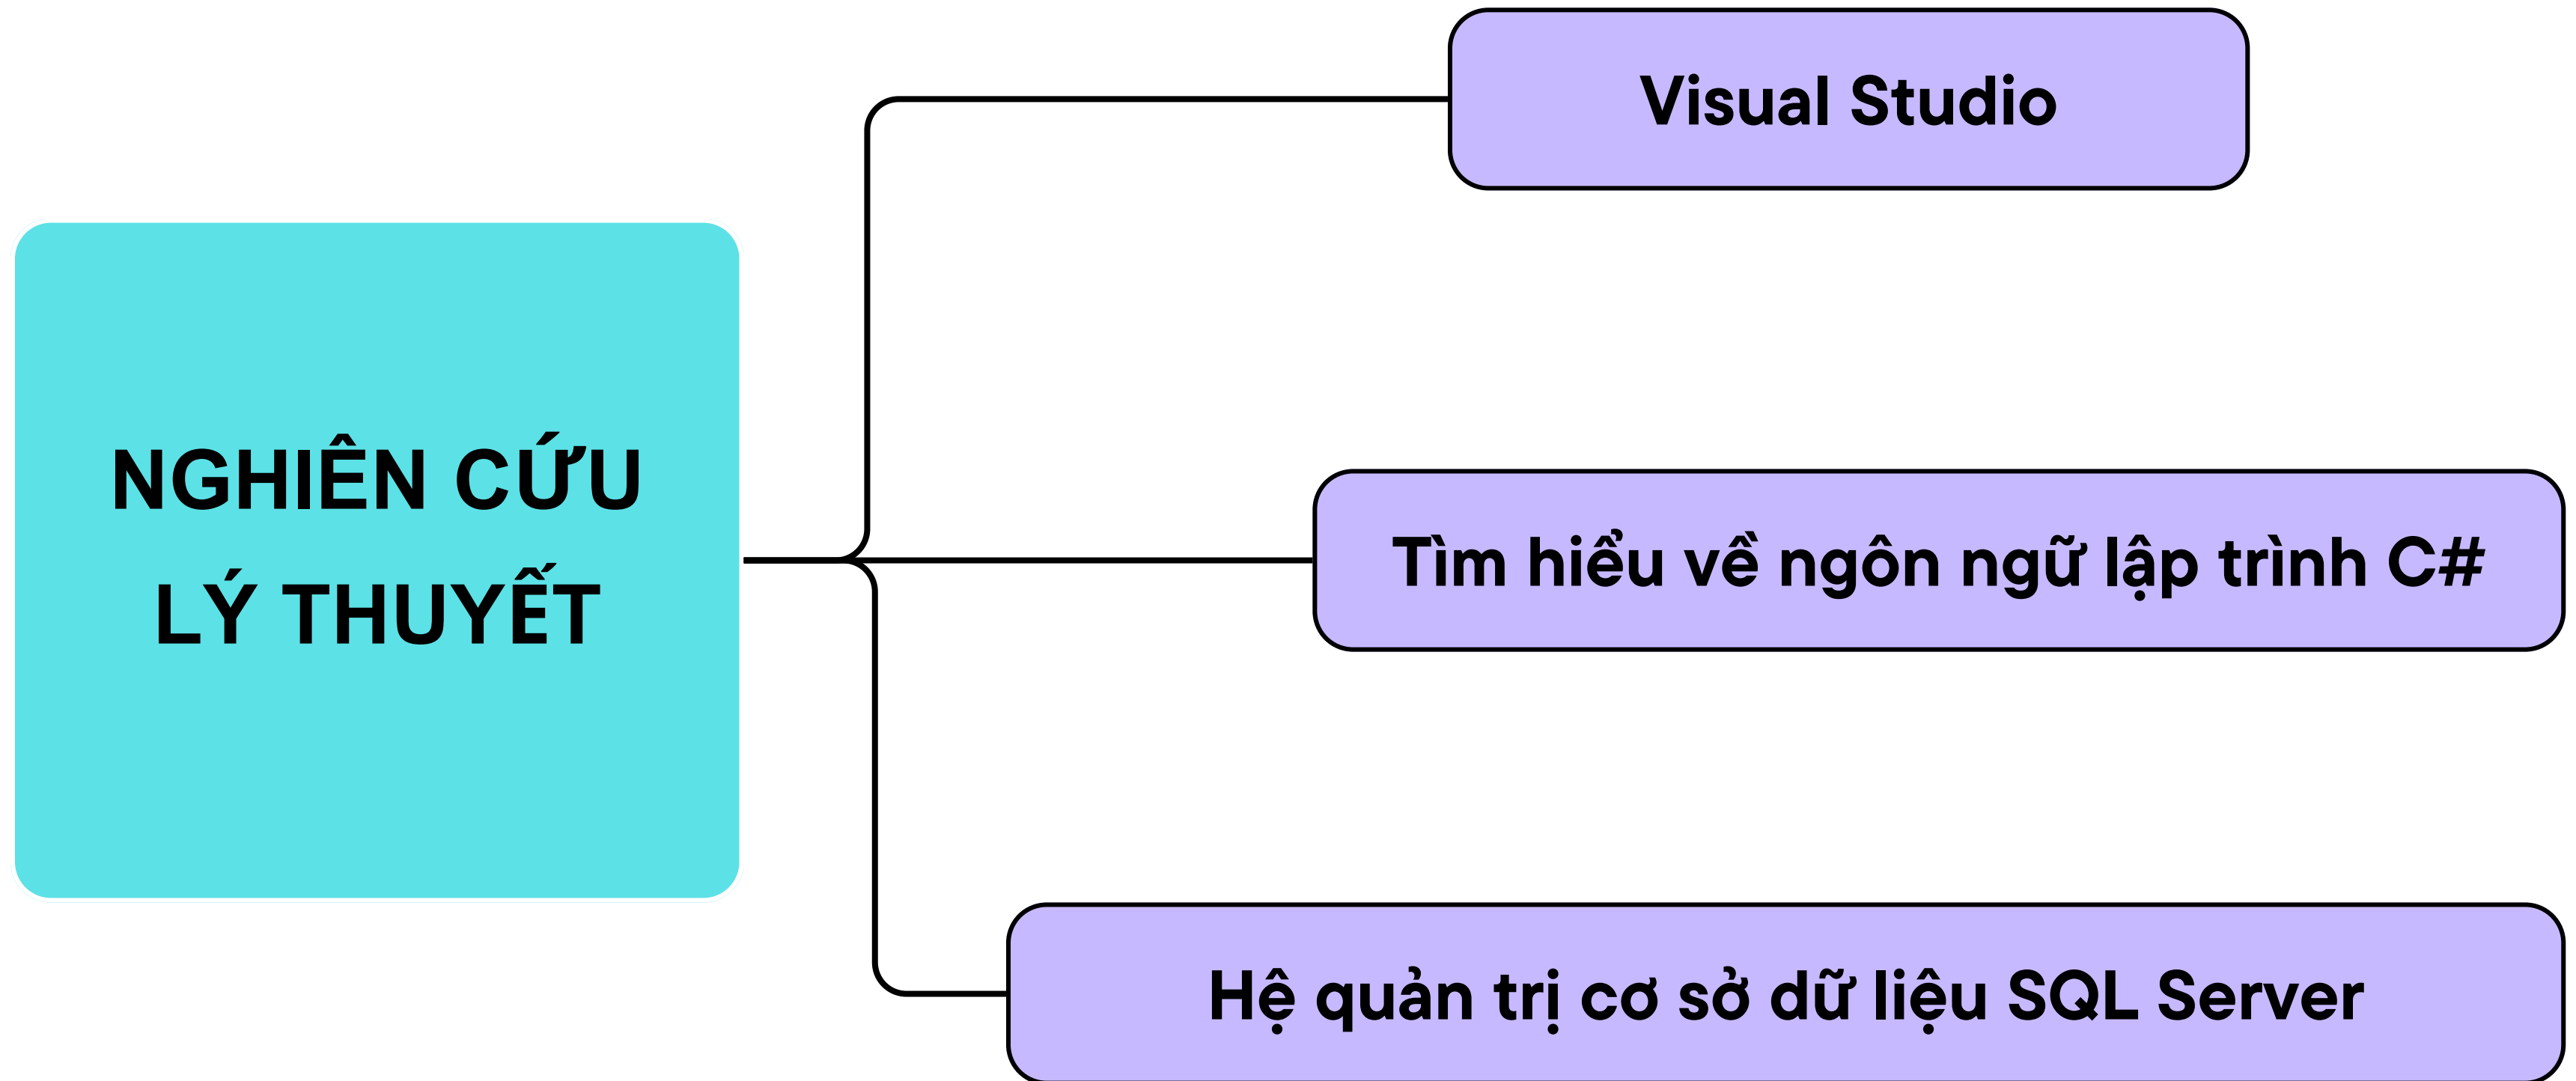 Visual Studio
NGHIÊN CỨU
LÝ THUYẾT
Tìm hiểu về ngôn ngữ lập trình C#
Hệ quản trị cơ sở dữ liệu SQL Server